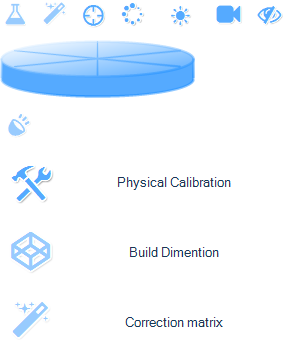 Physical Calibration
Build Dimention
Correction matrix